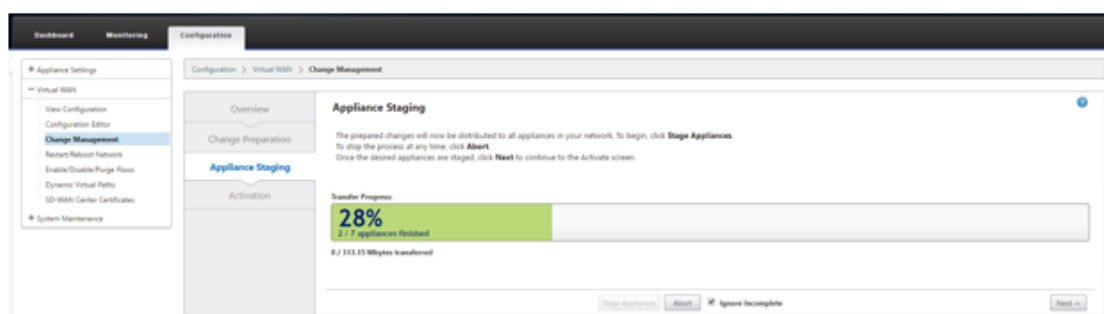 Dashboard Monitoring Configuration
+ Appliance Settings
Configuration > Virtual WAN > Change Management
− Virtual WAN
View Configuration
Configuration Editor
Change Management
Restart/Reboot Network
Enable/Disable/Purge Flows
Dynamic Virtual Paths
SD-WAN Center Certificates
+ System Maintenance
Overview
Change Preparation
Appliance Staging
Activation
Appliance Staging
?
The prepared changes will now be distributed to all appliances in your network. To begin, click Stage Appliances.
To stop the process at any time, click Abort.
Once the desired appliances are staged, click Next to continue to the Activate screen.
Transfer Progress:
28%
2 / 7 appliances finished
0 / 313.15 Mbytes transferred
Stage Appliances Abort Ignore Incomplete Next